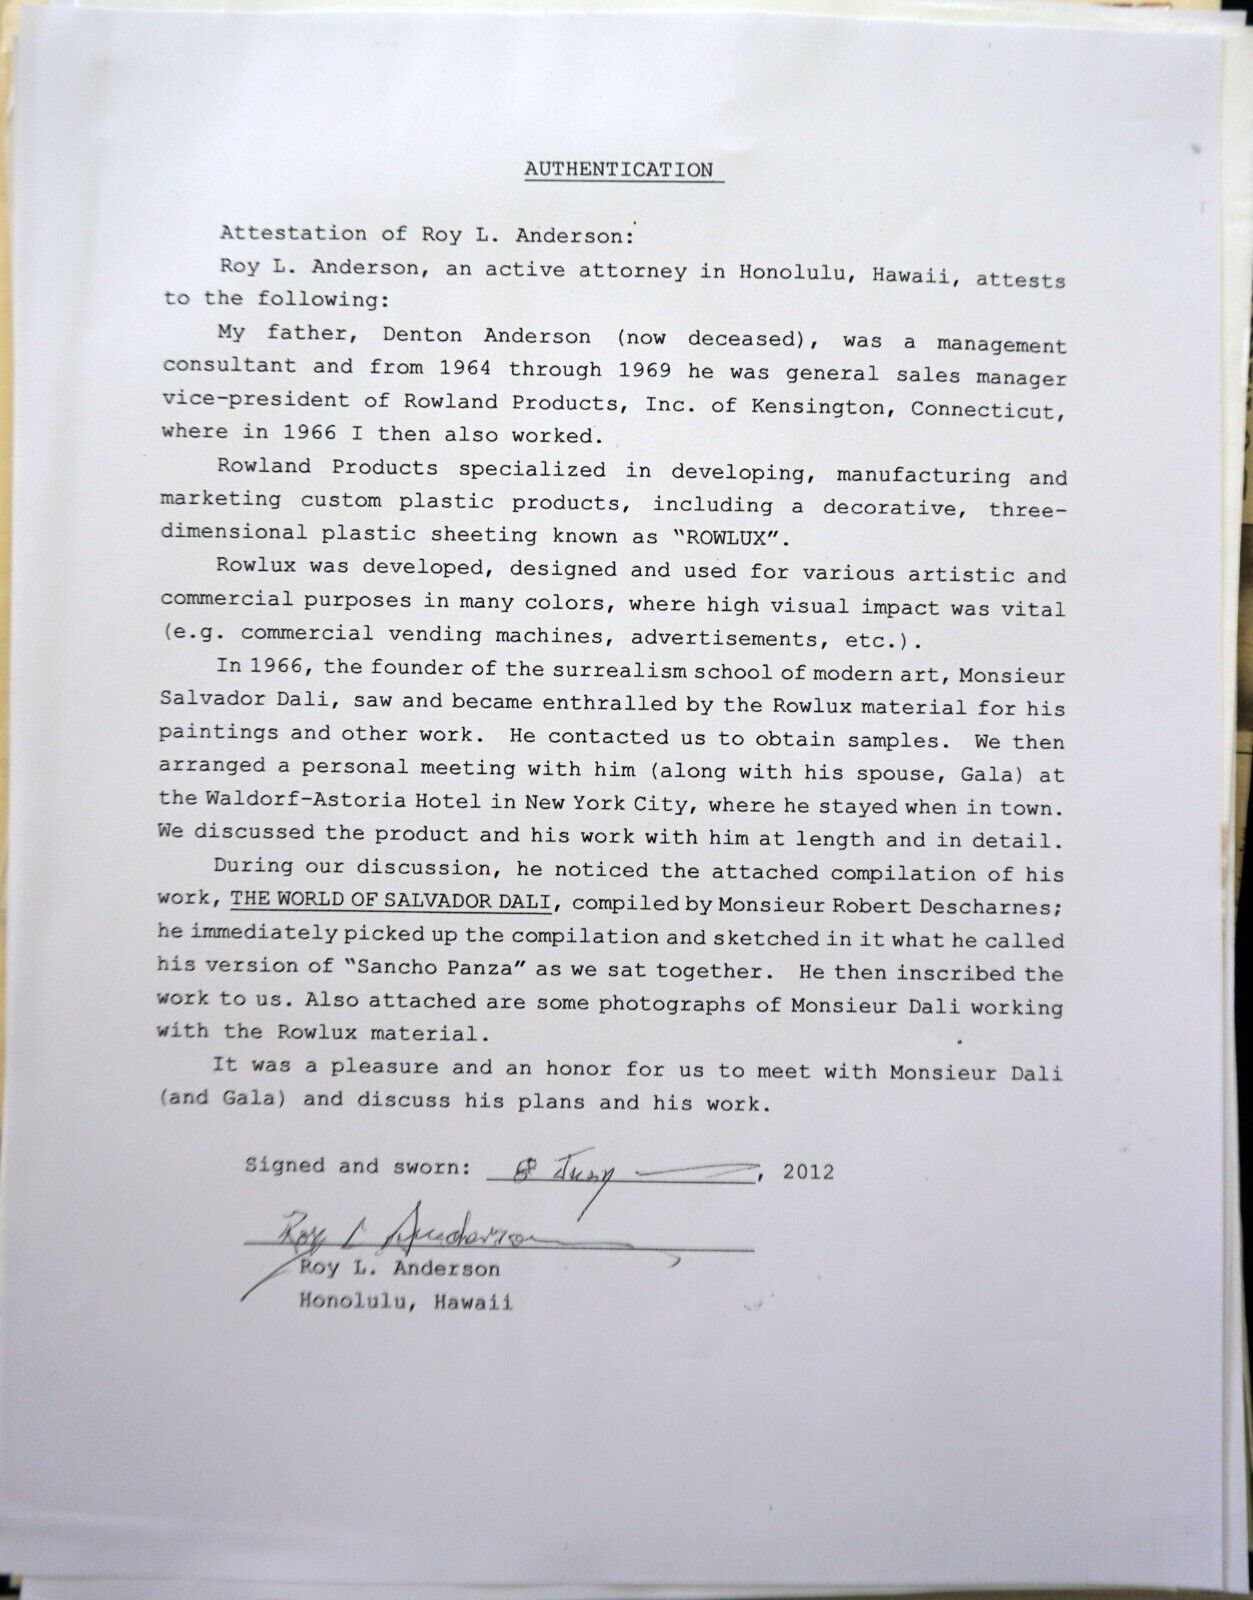 AUTHENTICATION
Attestation of Roy L. Anderson:
Roy L. Anderson, an active attorney in Honolulu, Hawaii, attests
to the following:
My father, Denton Anderson (now deceased), was a management
consultant and from 1964 through 1969 he was general sales manager
vice-president of Rowland Products, Inc. of Kensington, Connecticut,
where in 1966 I then also worked.
Rowland Products specialized in developing, manufacturing and
marketing custom plastic products, including a decorative, three-
dimensional plastic sheeting known as "ROWLUX".
Rowlux was developed, designed and used for various artistic and
commercial purposes in many colors, where high visual impact was vital
(e.g. commercial vending machines, advertisements, etc.).
In 1966, the founder of the surrealism school of modern art, Monsieur
Salvador Dali, saw and became enthralled by the Rowlux material for his
paintings and other work. He contacted us to obtain samples. We then
arranged a personal meeting with him (along with his spouse, Gala) at
the Waldorf-Astoria Hotel in New York City, where he stayed when in town.
We discussed the product and his work with him at length and in detail.
During our discussion, he noticed the attached compilation of his
work, THE WORLD OF SALVADOR DALI, compiled by Monsieur Robert Descharnes;
he immediately picked up the compilation and sketched in it what he called
his version of "Sancho Panza" as we sat together. He then inscribed the
work to us. Also attached are some photographs of Monsieur Dali working
with the Rowlux material.
It was a pleasure and an honor for us to meet with Monsieur Dali
(and Gala) and discuss his plans and his work.
Signed and sworn: 8 , 2012
Roy L Anderson
Roy L. Anderson
Honolulu, Hawaii